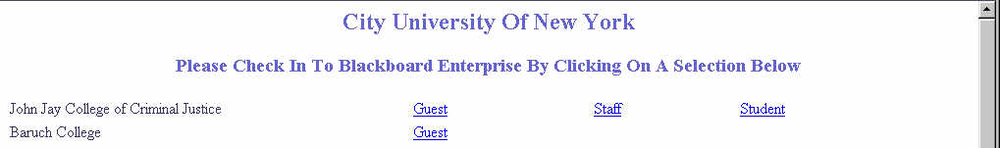 City University Of New York
Please Check In To Blackboard Enterprise By Clicking On A Selection Below
John Jay College of Criminal Justice Guest Staff Student
Baruch College Guest